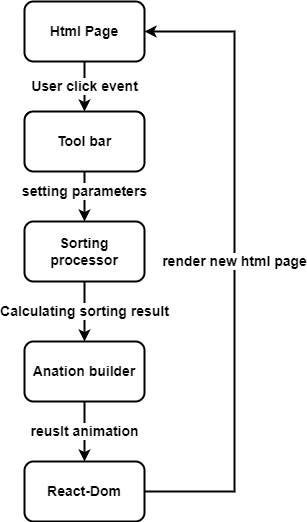 Html Page
User click event
Tool bar
setting parameters
Sorting
processor
render new html page
Calculating sorting result
Anation builder
reuslt animation
React-Dom